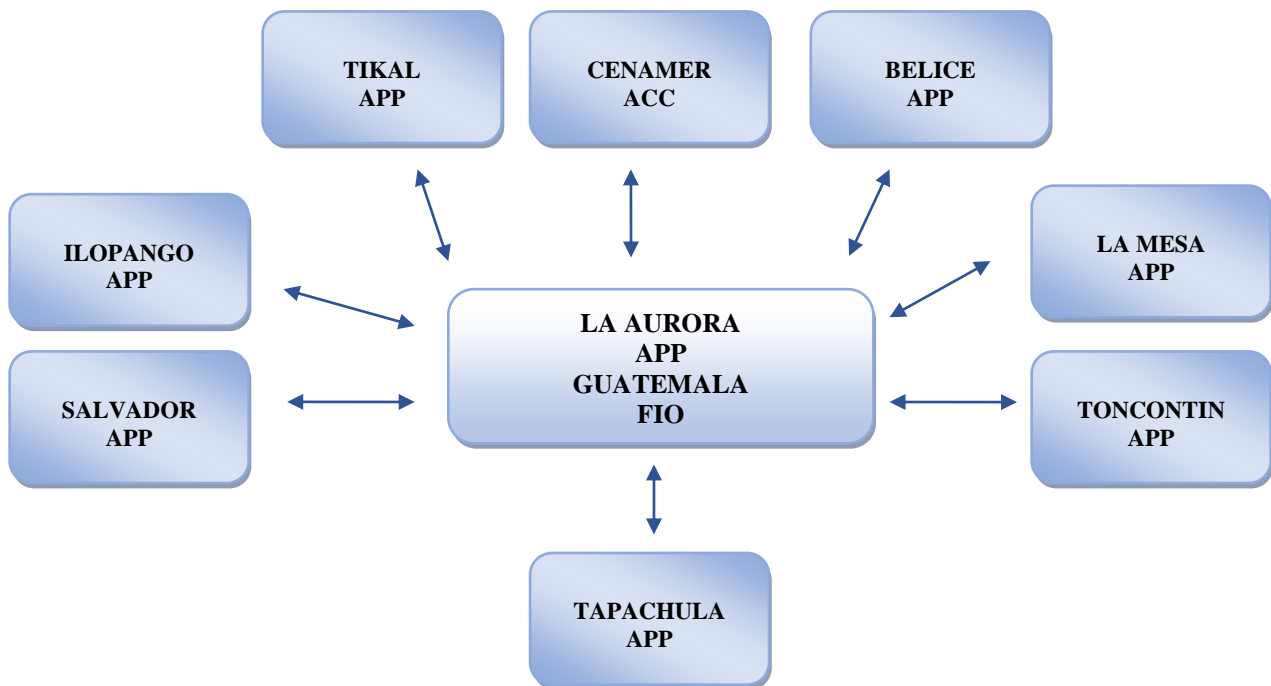 TIKAL
APP
CENAMER
ACC
BELICE
APP
ILOPANGO
APP
LA MESA
APP
LA AURORA
APP
GUATEMALA
FIO
SALVADOR
APP
TONCONTIN
APP
TAPACHULA
APP